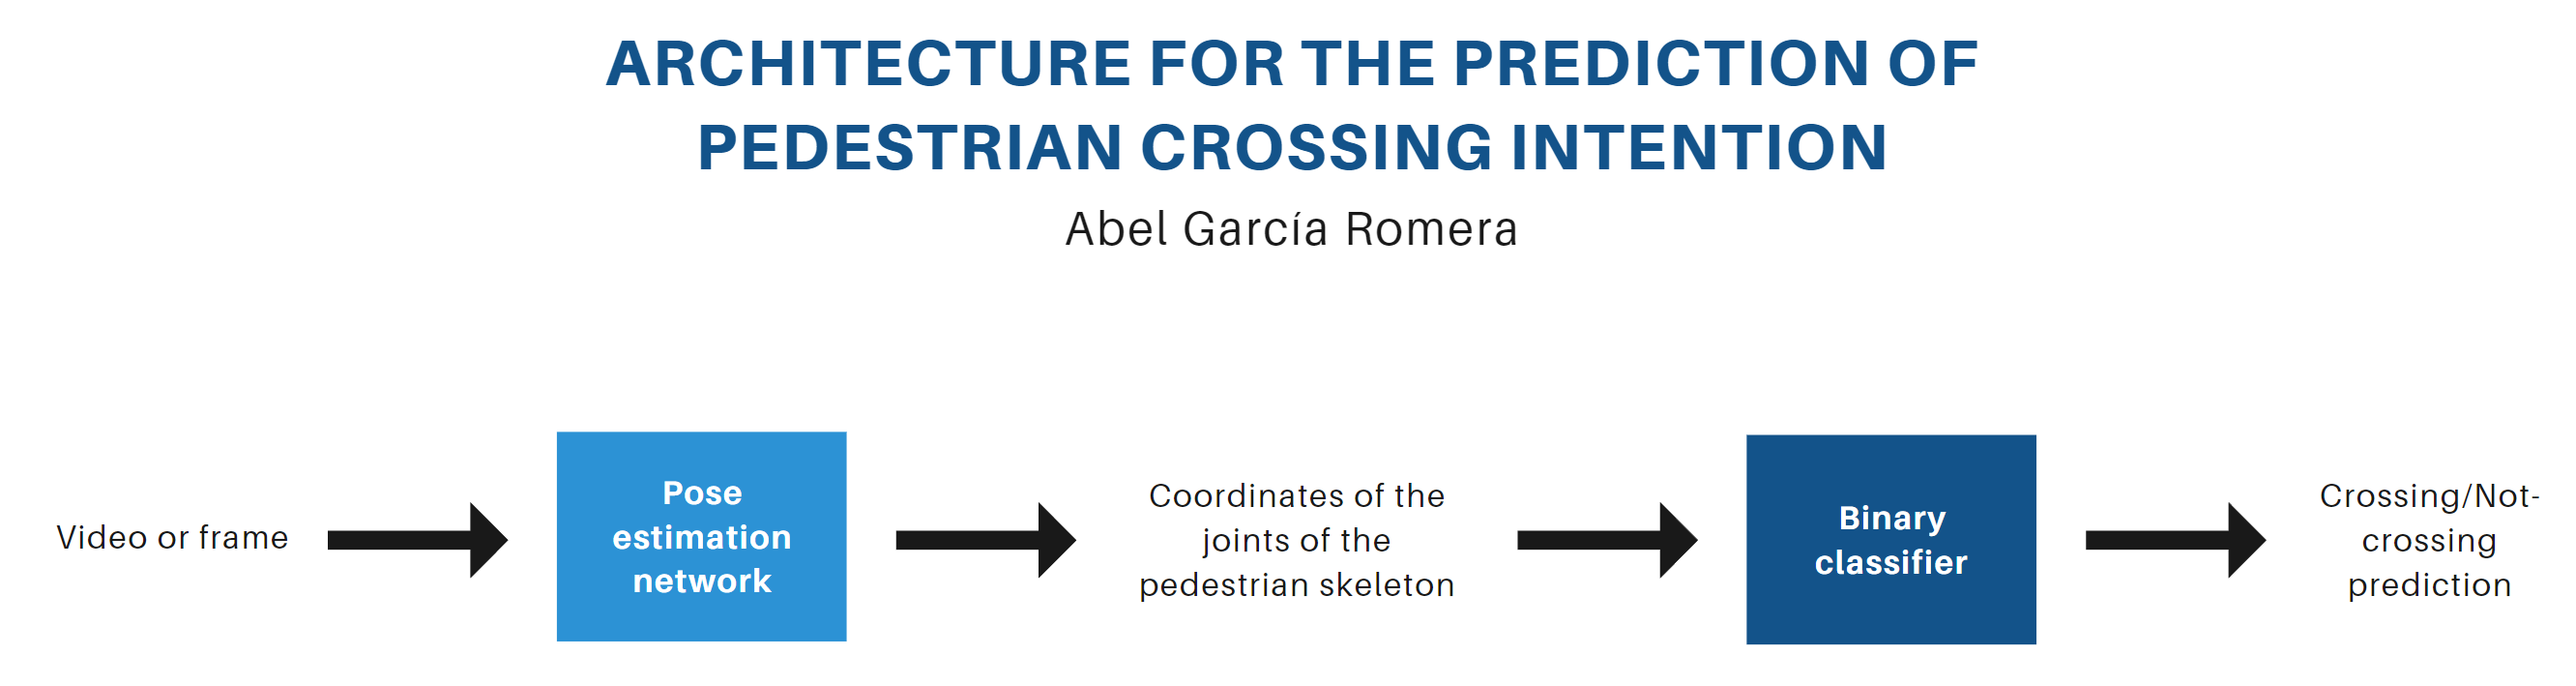 ARCHITECTURE FOR THE PREDICTION OF
PEDESTRIAN CROSSING INTENTION
Abel García Romera
Video or frame
Pose
estimation
network
Coordinates of the
joints of the
pedestrian skeleton
Binary
classifier
Crossing/Not-
crossing
prediction